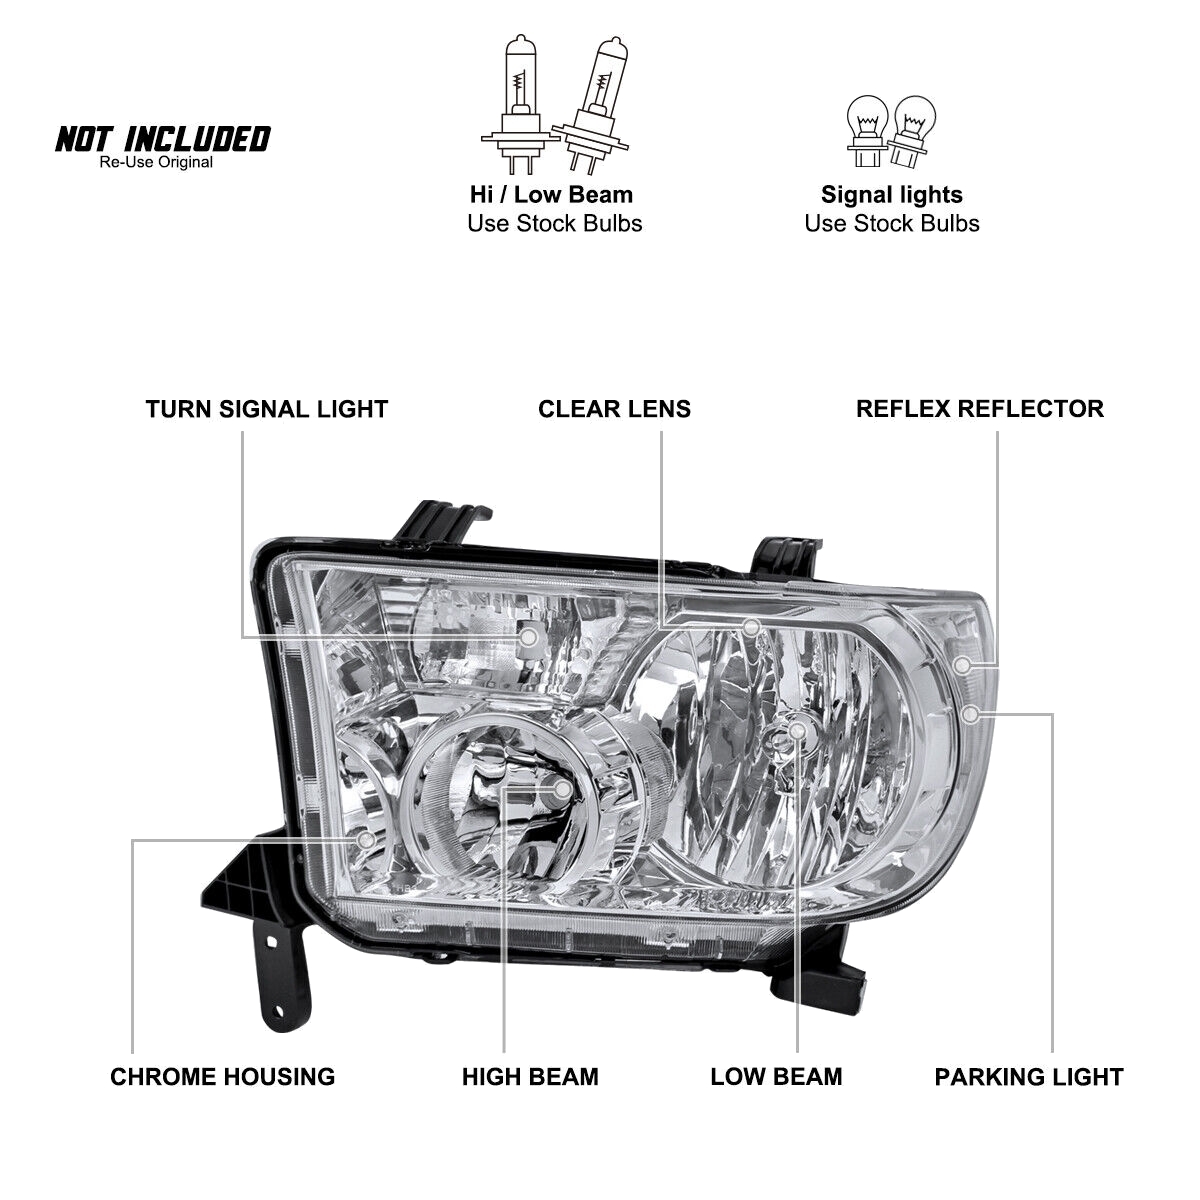 NOT INCLUDED
Re-Use Original
Hi / Low Beam
Use Stock Bulbs
Signal lights
Use Stock Bulbs
TURN SIGNAL LIGHT
CLEAR LENS
REFLEX REFLECTOR
CHROME HOUSING
HIGH BEAM
LOW BEAM
PARKING LIGHT